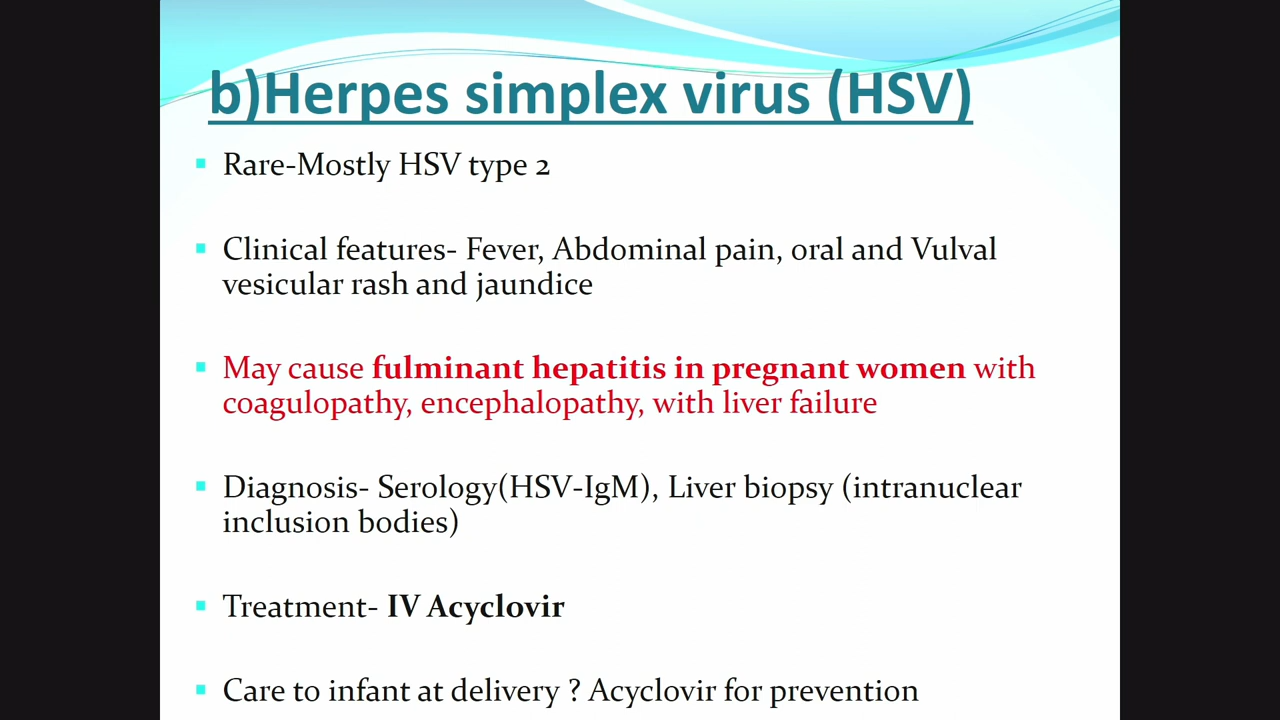 b)Herpes simplex virus (HSV)
Rare-Mostly HSV type 2
Clinical features- Fever, Abdominal pain, oral and Vulval
vesicular rash and jaundice
May cause fulminant hepatitis in pregnant women with
coagulopathy, encephalopathy, with liver failure
Diagnosis- Serology(HSV-IgM), Liver biopsy (intranuclear
inclusion bodies)
Treatment- IV Acyclovir
Care to infant at delivery ? Acyclovir for prevention